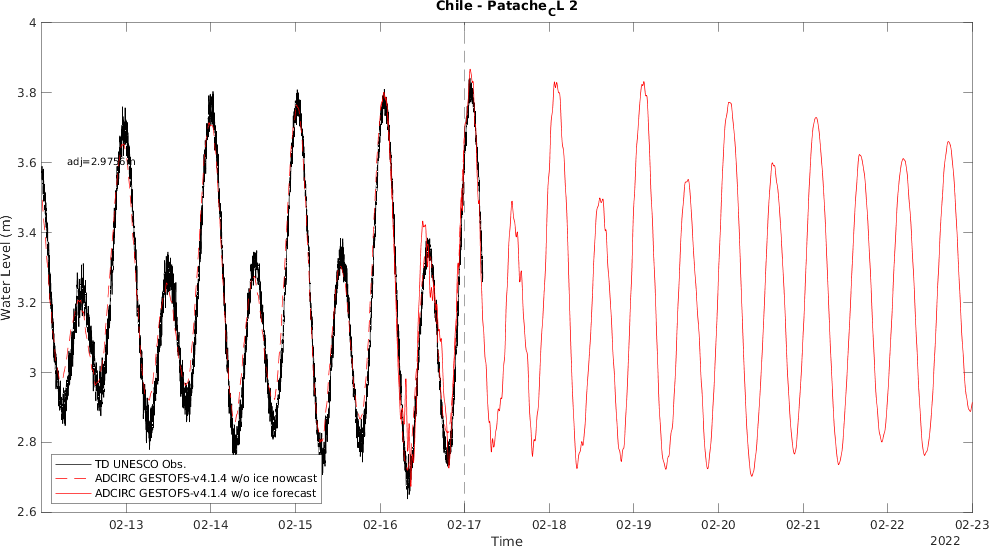 Chile - Patache_CL 2
4
3.8
3.6
3.4
3.2
3
2.8
2.6
Water Level (m)
adj=2.9756m
TD UNESCO Obs.
ADCIRC GESTOFS-v4.1.4 w/o ice nowcast
ADCIRC GESTOFS-v4.1.4 w/o ice forecast
02-13
02-14
02-15
02-16
02-17
02-18
02-19
02-20
02-21
02-22
02-23
Time
2022